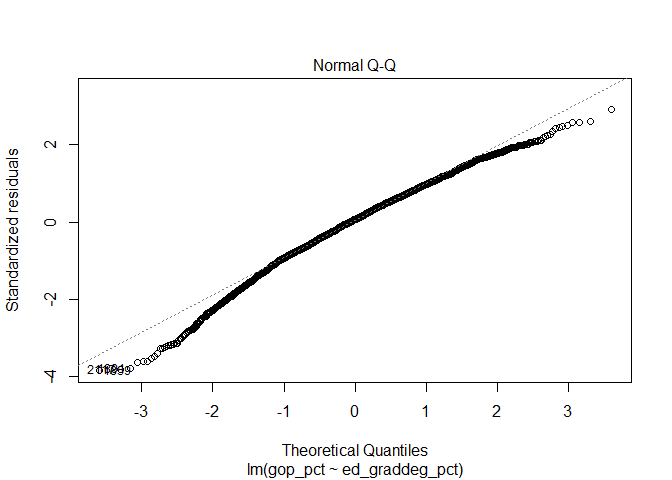 Normal Q-Q
Standardized residuals
2
0
-2
-4
-3
-2
-1
0
1
2
3
Theoretical Quantiles
lm(gop_pct ~ ed_graddeg_pct)